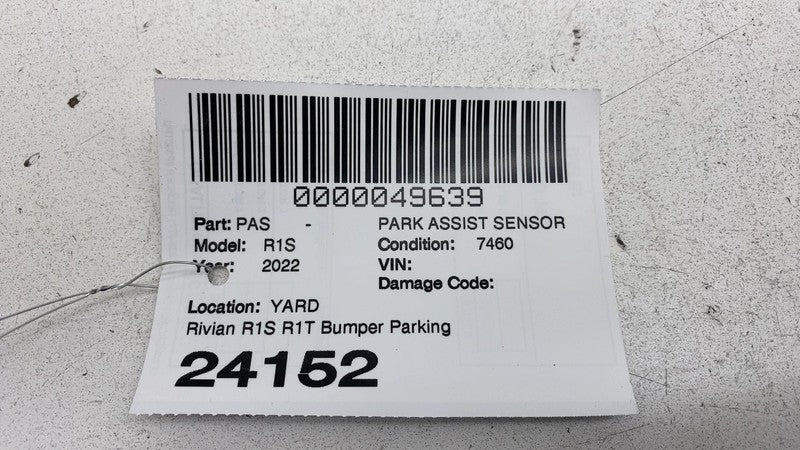 0000049639
Part: PAS - PARK ASSIST SENSOR
Model: R1S Condition: 7460
Year: 2022 VIN:
Damage Code:
Location: YARD
Rivian R1S R1T Bumper Parking
24152